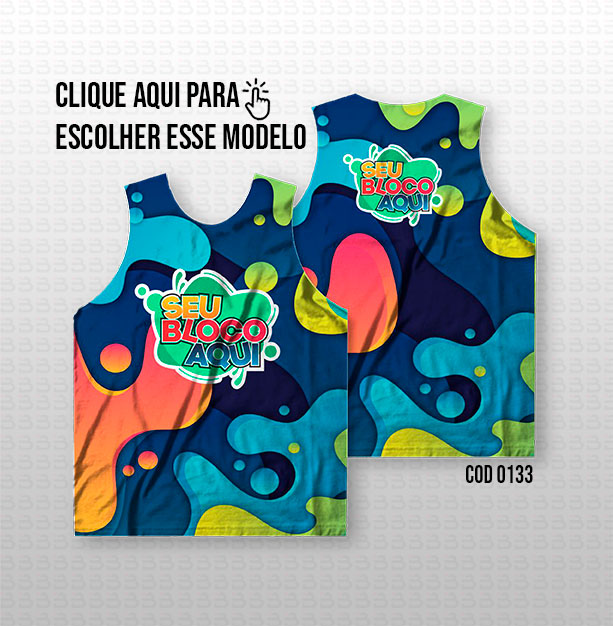 CLIQUE AQUI PARA
ESCOLHER ESSE MODELO
SEU
BLOCO
AQUI
SEU
BLOCO
AQUI
COD 0133